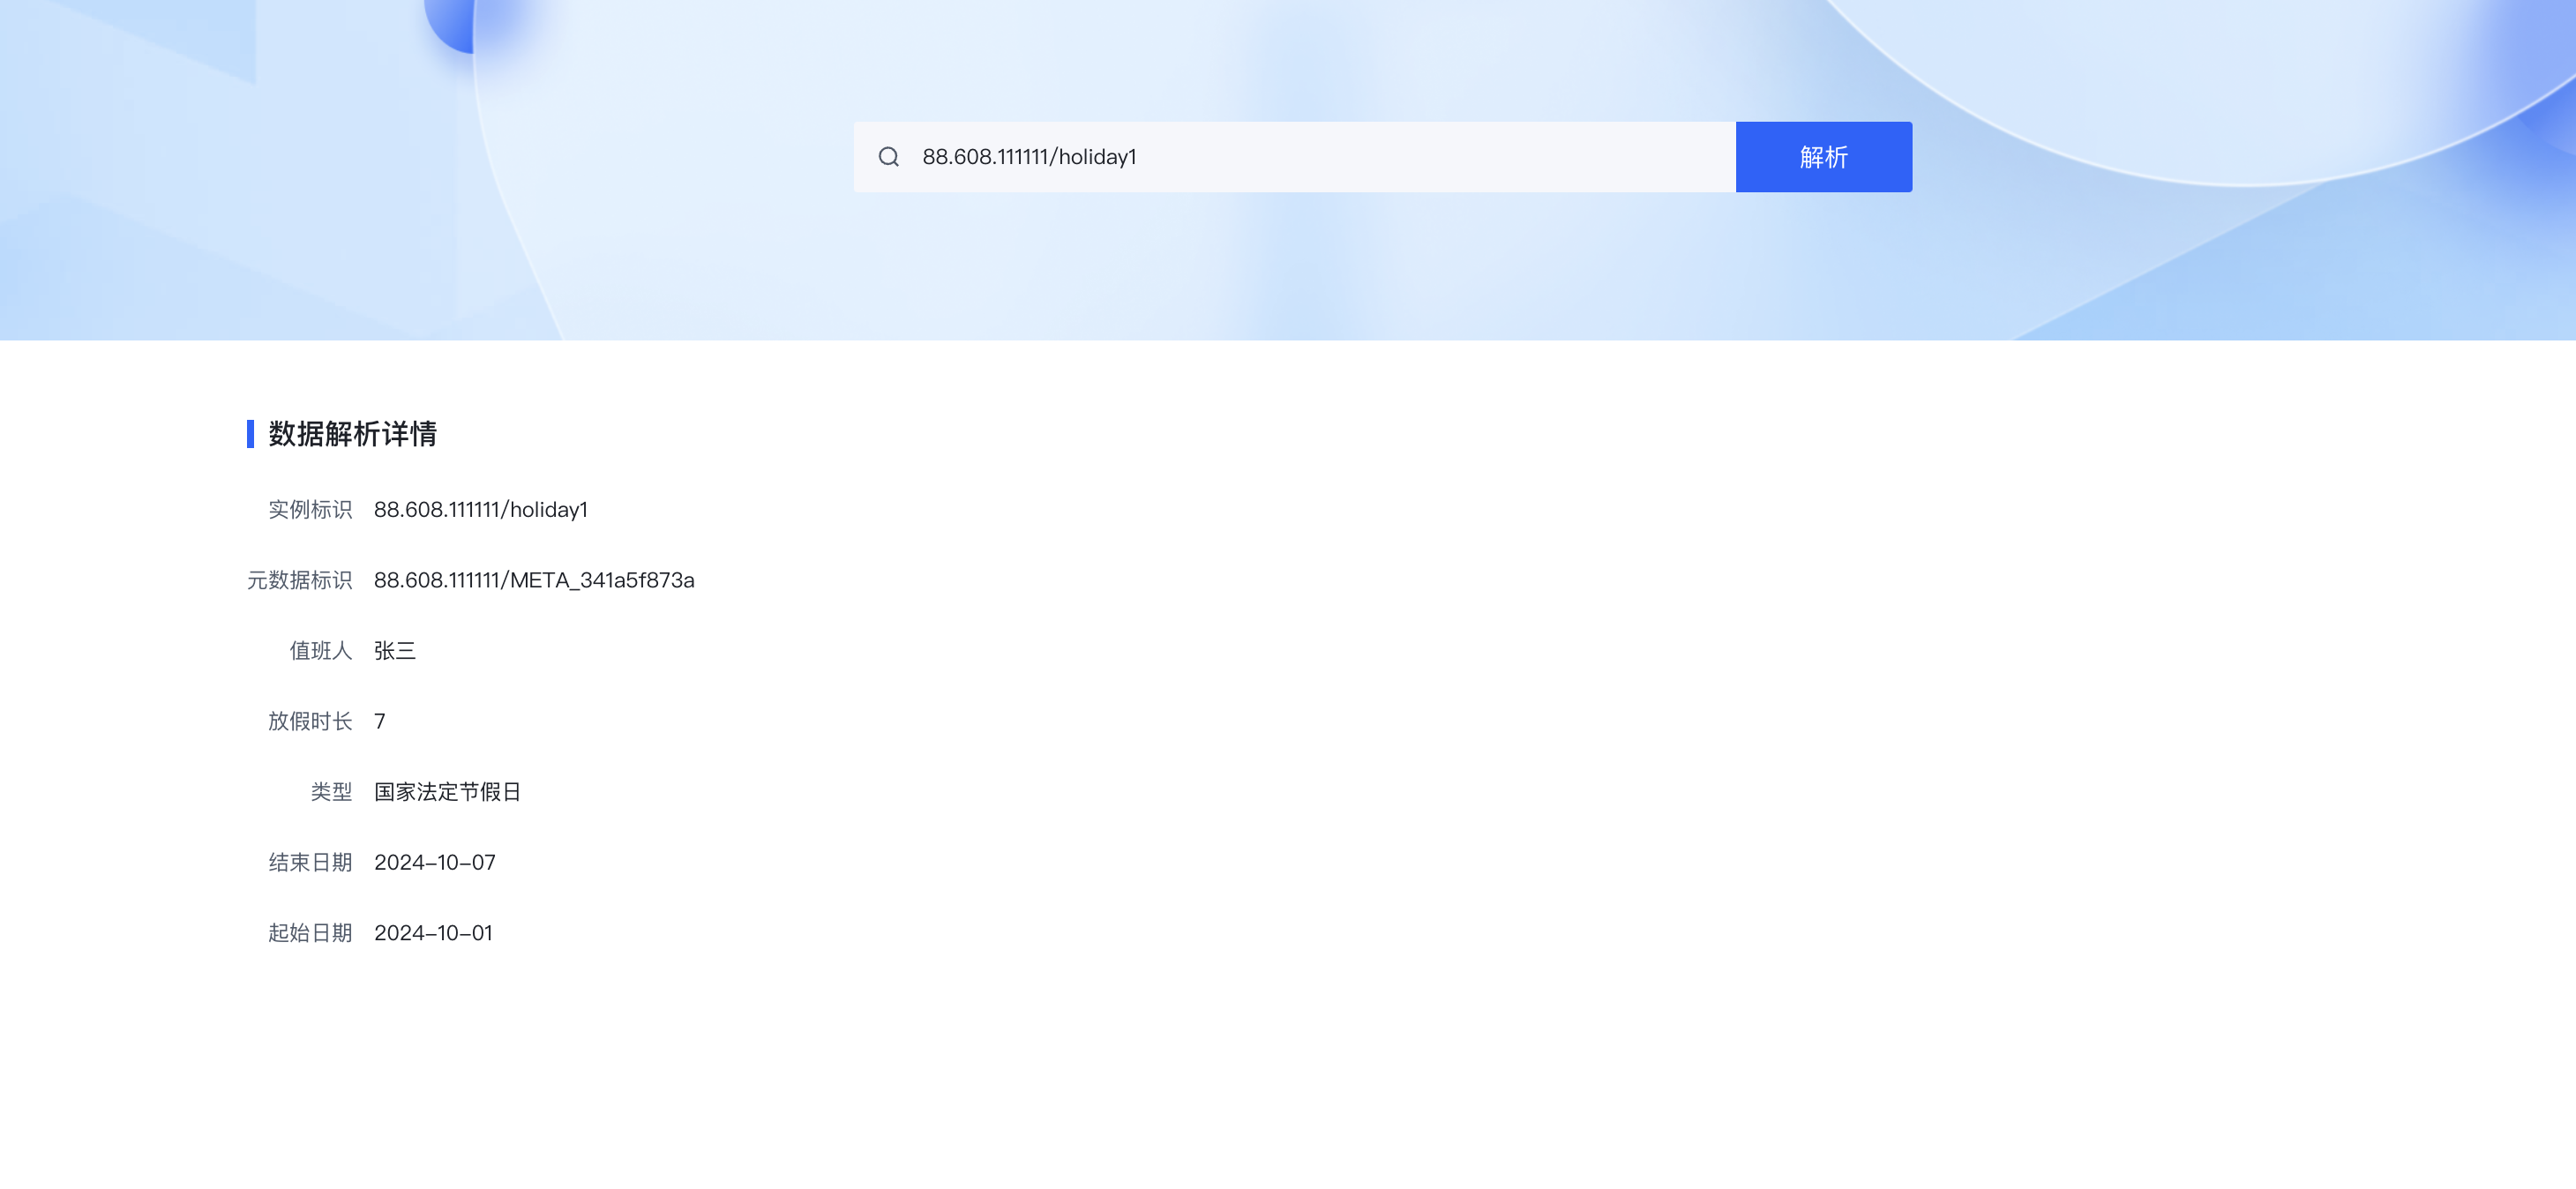 88.608.111111/holiday1 解析
数据解析详情
实例标识 88.608.111111/holiday1
元数据标识 88.608.111111/META_341a5f873a
值班人 张三
放假时长 7
类型 国家法定节假日
结束日期 2024-10-07
起始日期 2024-10-01